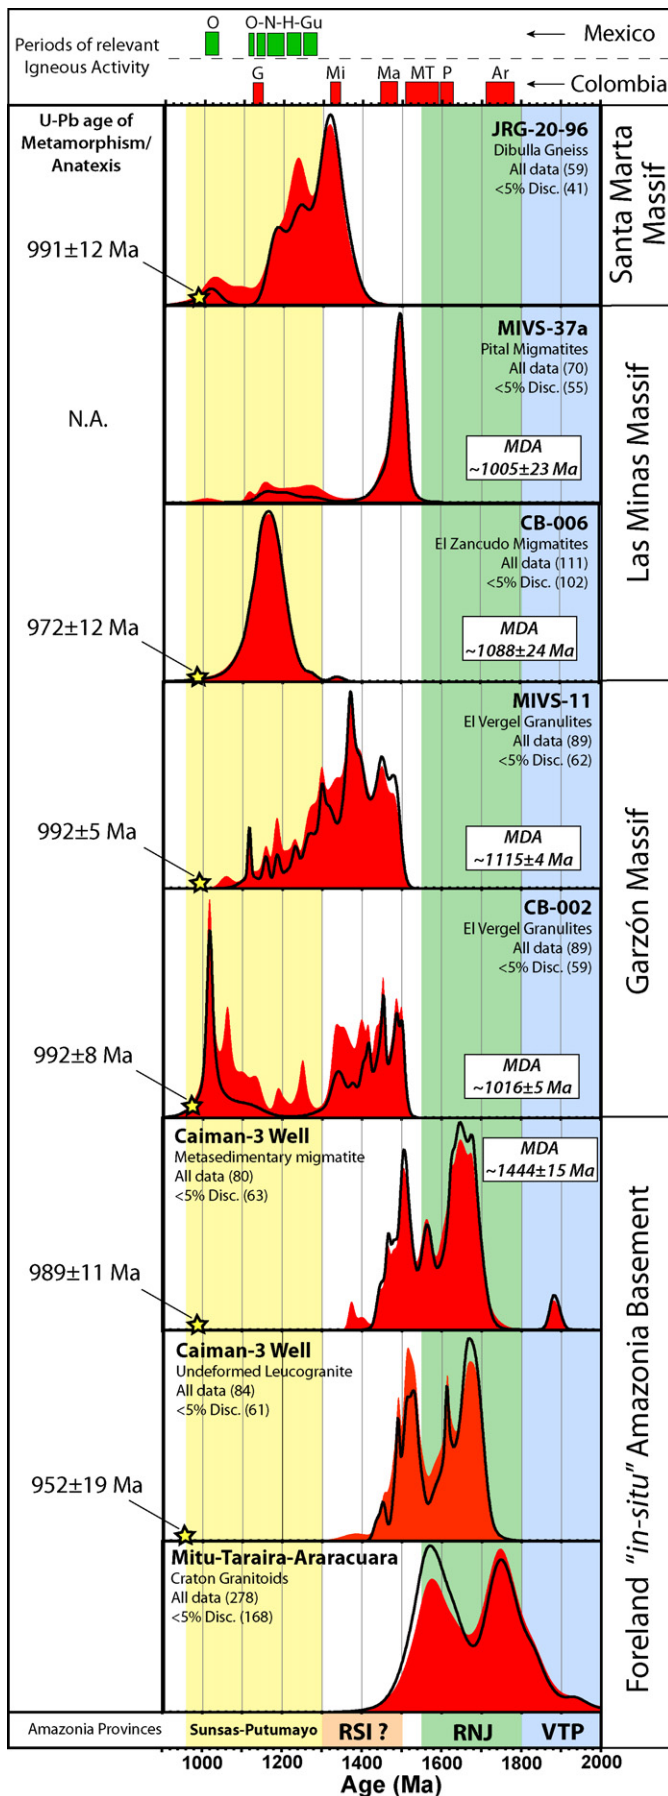 O O-N-H-Gu
Periods of relevant
Igneous Activity
← Mexico
G Mi Ma MT P Ar
← Colombia
U-Pb age of
Metamorphism/
Anatexis
JRG-20-96
Dibulla Gneiss
All data (59)
<5% Disc. (41)
991±12 Ma
Santa Marta
Massif
MIVS-37a
Pital Migmatites
All data (70)
<5% Disc. (55)
N.A.
MDA
~1005±23 Ma
Las Minas Massif
CB-006
El Zancudo Migmatites
All data (111)
<5% Disc. (102)
972±12 Ma
MDA
~1088±24 Ma
MIVS-11
El Vergel Granulites
All data (89)
<5% Disc. (62)
992±5 Ma
MDA
~1115±4 Ma
Garzón Massif
CB-002
El Vergel Granulites
All data (89)
<5% Disc. (59)
992±8 Ma
MDA
~1016±5 Ma
Caiman-3 Well
Metasedimentary migmatite
All data (80)
<5% Disc. (63)
MDA
~1444±15 Ma
989±11 Ma
Foreland "in-situ" Amazonia Basement
Caiman-3 Well
Undeformed Leucogranite
All data (84)
<5% Disc. (61)
952±19 Ma
Mitu-Taraira-Araracuara
Craton Granitoids
All data (278)
<5% Disc. (168)
Amazonia Provinces Sunsas-Putumayo RSI ? RNJ VTP
1000 1200 1400 1600 1800 2000
Age (Ma)